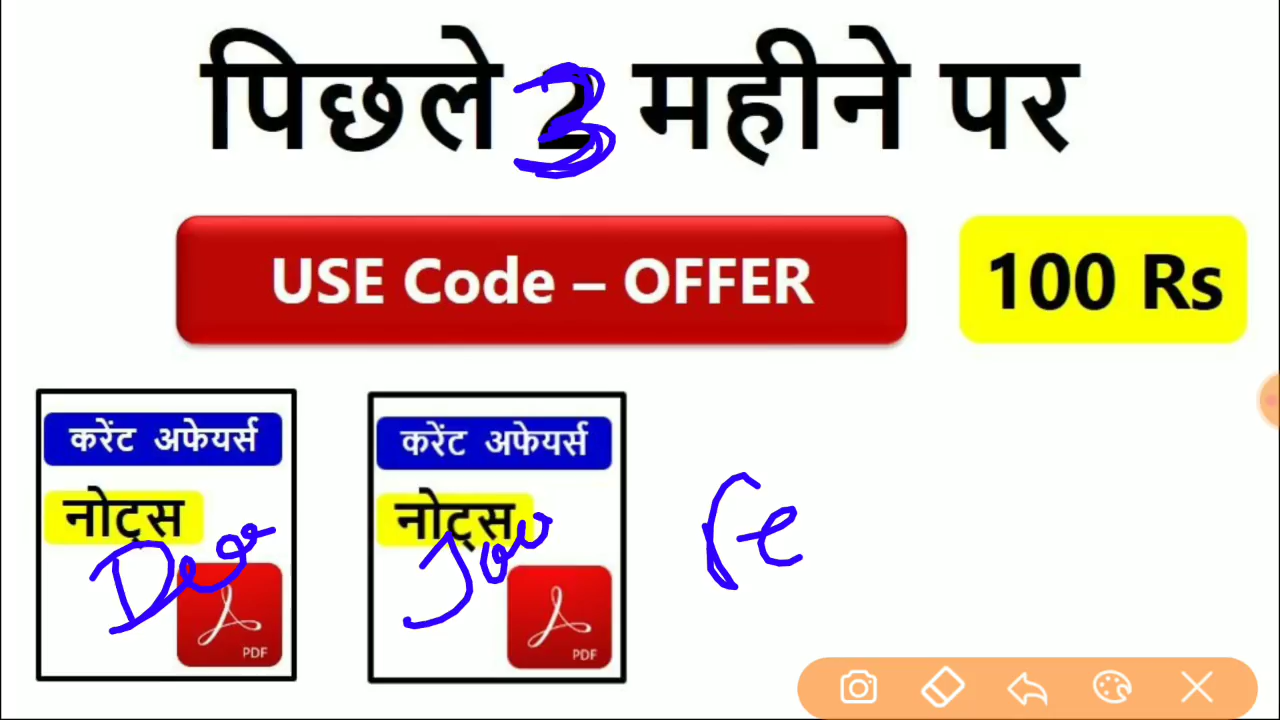 पिछले 3 महीने पर
USE Code – OFFER
100 Rs
करेंट अफेयर्स
नोट्स
Dec
PDF
करेंट अफेयर्स
नोट्स
Jan
PDF
Fe